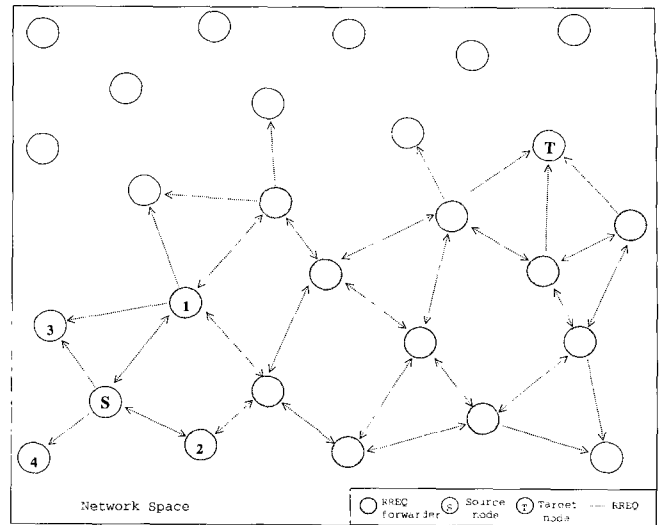 T
1
3
S
2
4
Network Space
RREQ forwarder
S Source node
T Target node
RREQ